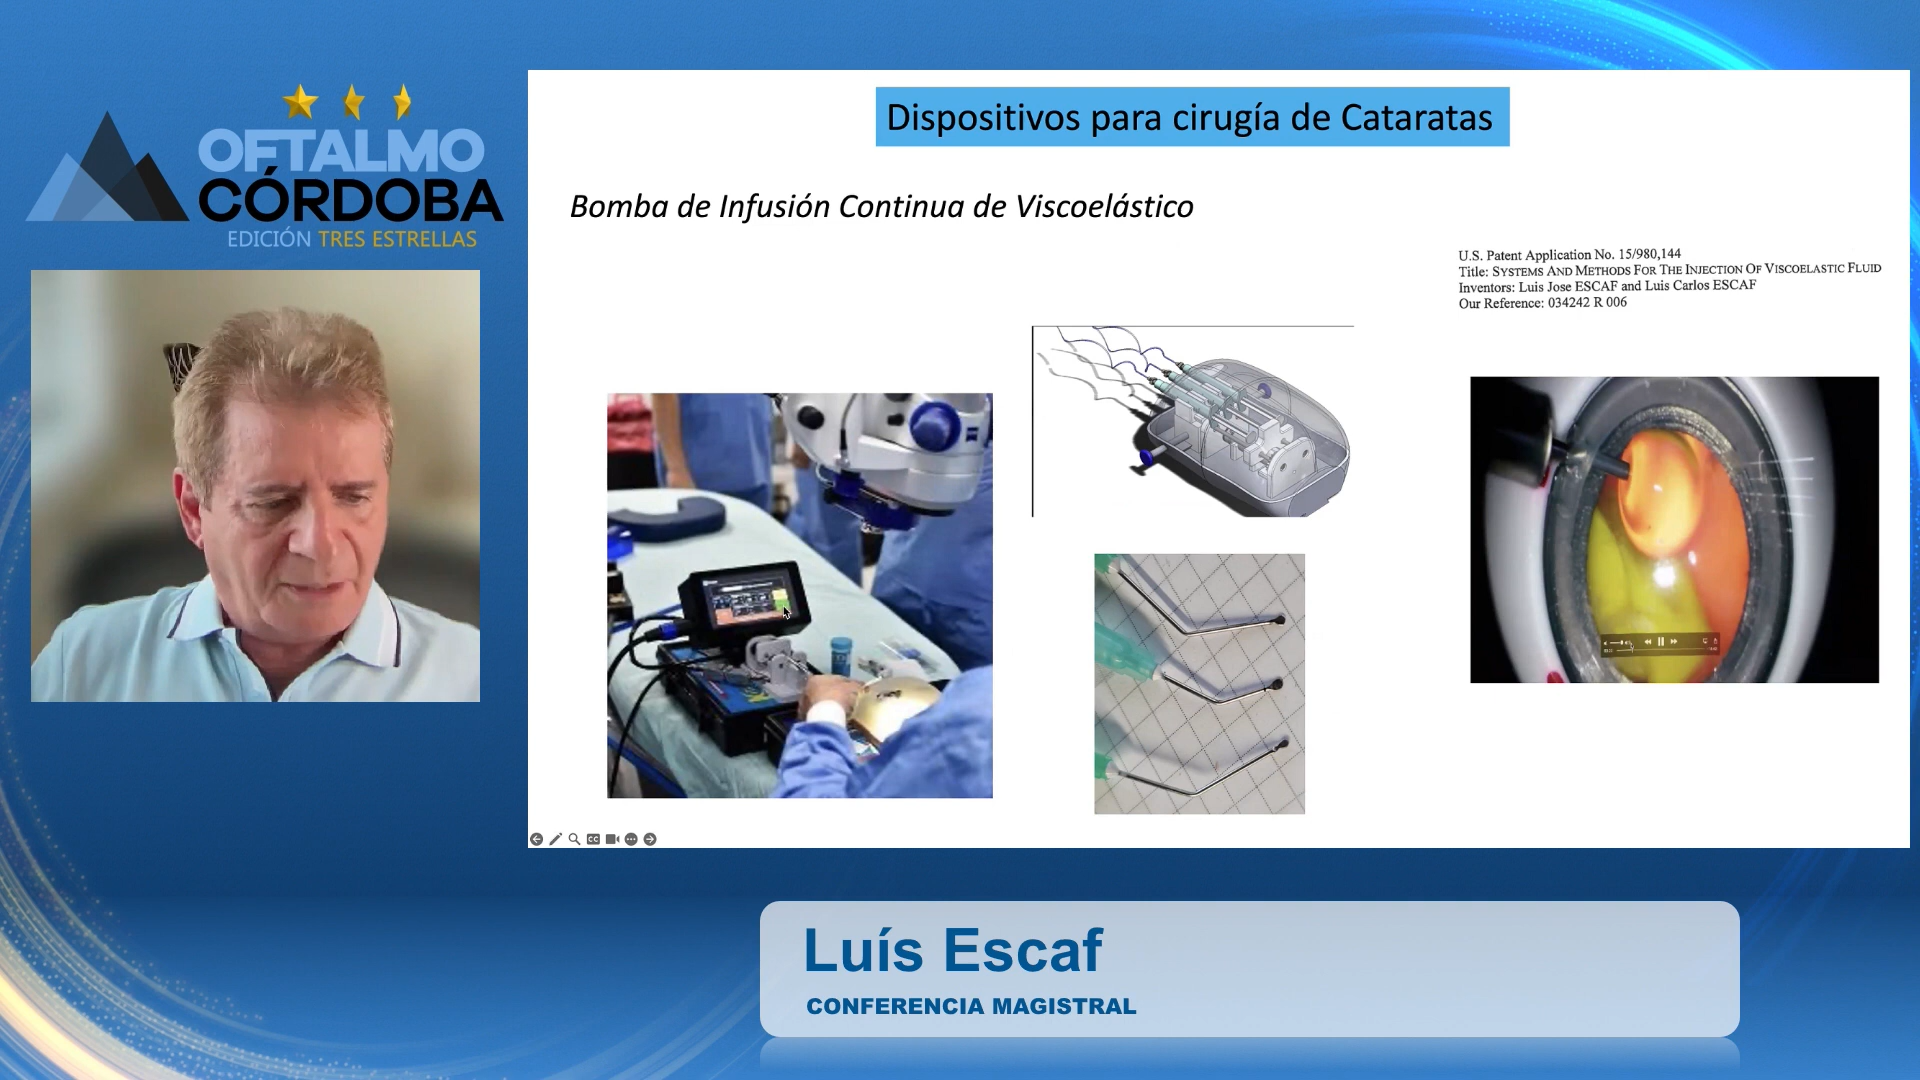 OFTALMO
CÓRDOBA
EDICIÓN TRES ESTRELLAS
Dispositivos para cirugía de Cataratas
Bomba de Infusión Continua de Viscoelástico
U.S. Patent Application No. 15/980,144
Title: SYSTEMS AND METHODS FOR THE INJECTION OF VISCOELASTIC FLUID
Inventors: Luis Jose ESCAF and Luis Carlos ESCAF
Our Reference: 034242 R 006
Luís Escaf
CONFERENCIA MAGISTRAL